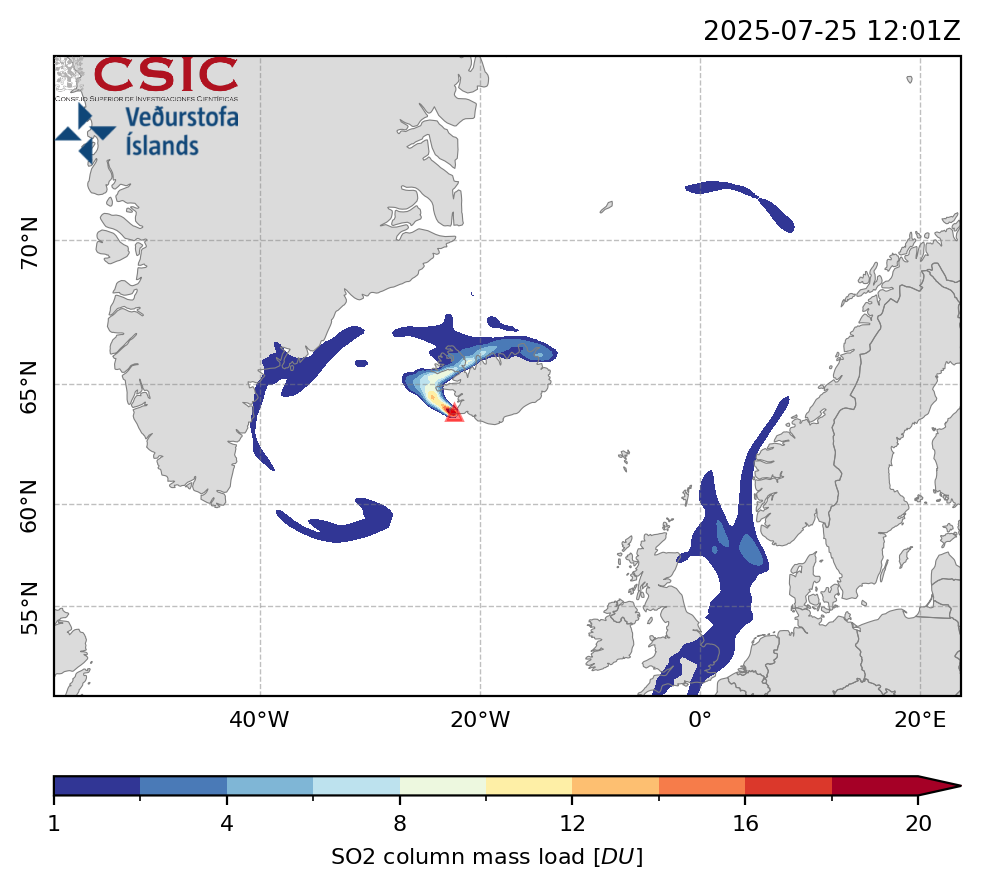 2025-07-25 12:01Z
CSIC
Consejo Superior de Investigaciones Científicas
Veðurstofa
Íslands
70°N
65°N
60°N
55°N
40°W 20°W 0° 20°E
1 4 8 12 16 20
SO2 column mass load [DU]